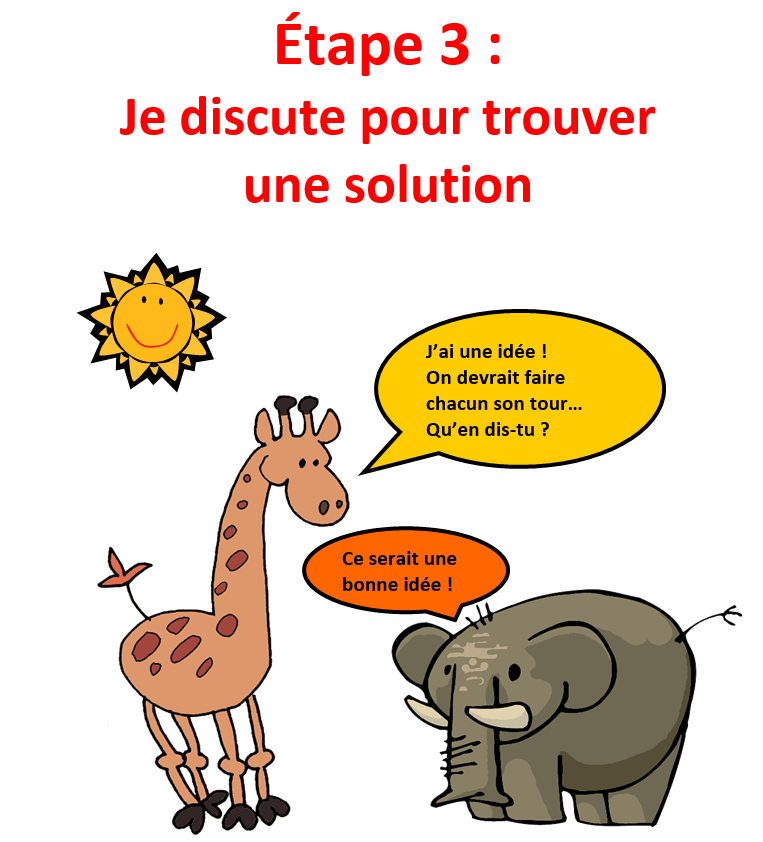 Étape 3 :
Je discute pour trouver
une solution
J’ai une idée !
On devrait faire
chacun son tour…
Qu’en dis-tu ?
Ce serait une
bonne idée !